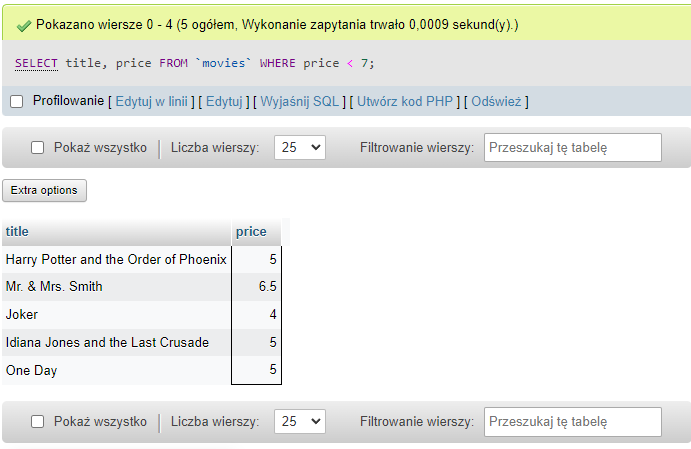 Pokazano wiersze 0 - 4 (5 ogółem, Wykonanie zapytania trwało 0,0009 sekund(y).)
SELECT title, price FROM `movies` WHERE price < 7;
Profilowanie [ Edytuj w linii ] [ Edytuj ] [ Wyjaśnij SQL ] [ Utwórz kod PHP ] [ Odśwież ]
Pokaż wszystko Liczba wierszy: 25 Filtrowanie wierszy: Przeszukaj tę tabelę
Extra options
title price
Harry Potter and the Order of Phoenix 5
Mr. & Mrs. Smith 6.5
Joker 4
Idiana Jones and the Last Crusade 5
One Day 5
Pokaż wszystko Liczba wierszy: 25 Filtrowanie wierszy: Przeszukaj tę tabelę